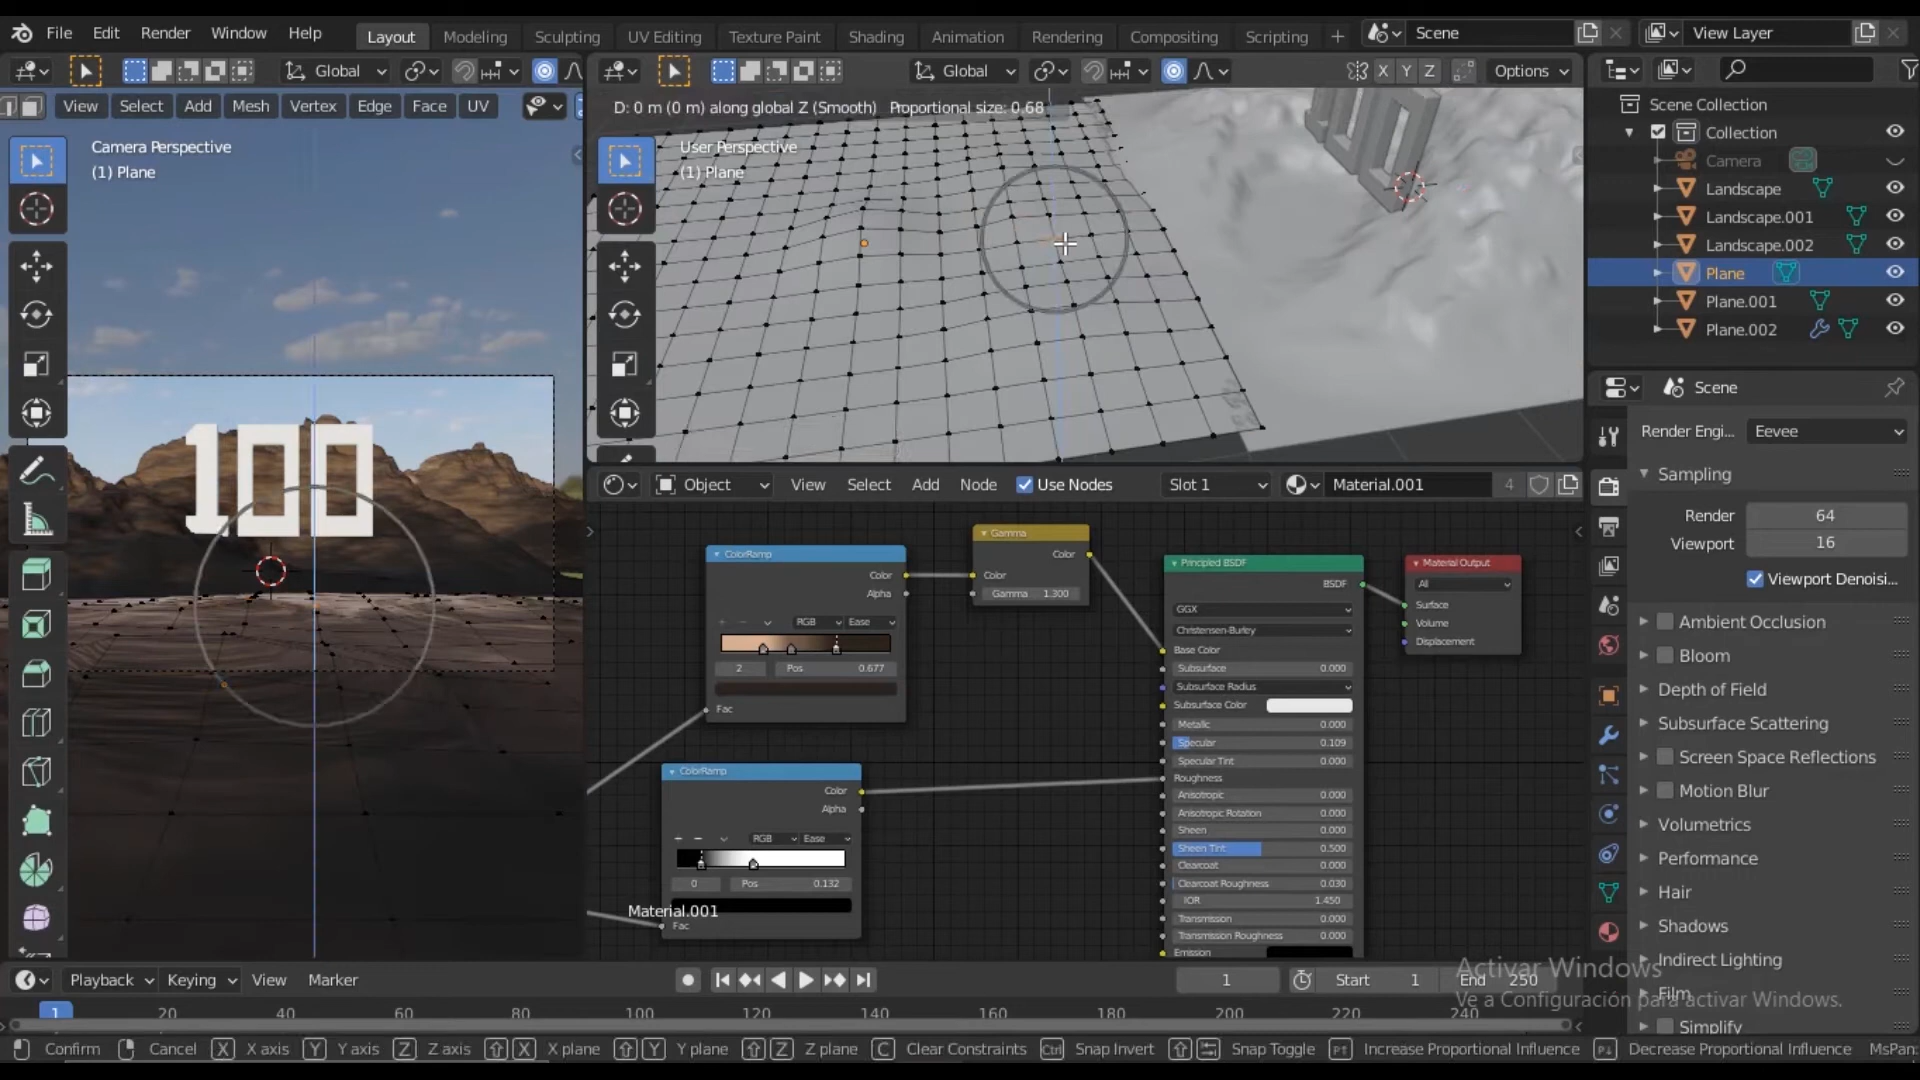 File Edit Render Window Help Layout Modeling Sculpting UV Editing Texture Paint Shading Animation Rendering Compositing Scripting + Scene View Layer
Global Global X Y Z Options
View Select Add Mesh Vertex Edge Face UV
D: 0 m (0 m) along global Z (Smooth) Proportional size: 0.68
Camera Perspective
(1) Plane
User Perspective
(1) Plane
100
100
Scene Collection
Collection
Camera
Landscape
Landscape.001
Landscape.002
Plane
Plane.001
Plane.002
Scene
Render Engi... Eevee
Sampling
Render 64
Viewport 16
Viewport Denoisi...
Ambient Occlusion
Bloom
Depth of Field
Subsurface Scattering
Screen Space Reflections
Motion Blur
Volumetrics
Performance
Hair
Shadows
Indirect Lighting
Film
Simplify
Object View Select Add Node Use Nodes Slot 1 Material.001 4
ColorRamp
Color
Alpha
RGB Ease
2 Pos 0.677
Fac
Gamma
Color
Color
Gamma 1.300
ColorRamp
Color
Alpha
RGB Ease
0 Pos 0.132
Fac
Material.001
Principled BSDF
BSDF
GGX
Christensen-Burley
Base Color
Subsurface 0.000
Subsurface Radius
Subsurface Color
Metallic 0.000
Specular 0.109
Specular Tint 0.000
Roughness
Anisotropic 0.000
Anisotropic Rotation 0.000
Sheen 0.000
Sheen Tint 0.500
Clearcoat 0.000
Clearcoat Roughness 0.030
IOR 1.450
Transmission 0.000
Transmission Roughness 0.000
Emission
Material Output
All
Surface
Volume
Displacement
Activar Windows
Ve a Configuración para activar Windows.
Playback Keying View Marker 1 Start 1 End 250
1 20 40 60 80 100 120 140 160 180 200 220 240
Confirm Cancel X X axis Y Y axis Z Z axis X X plane Y Y plane Z Z plane C Clear Constraints Ctrl Snap Invert Snap Toggle Increase Proportional Influence Decrease Proportional Influence MsPan: